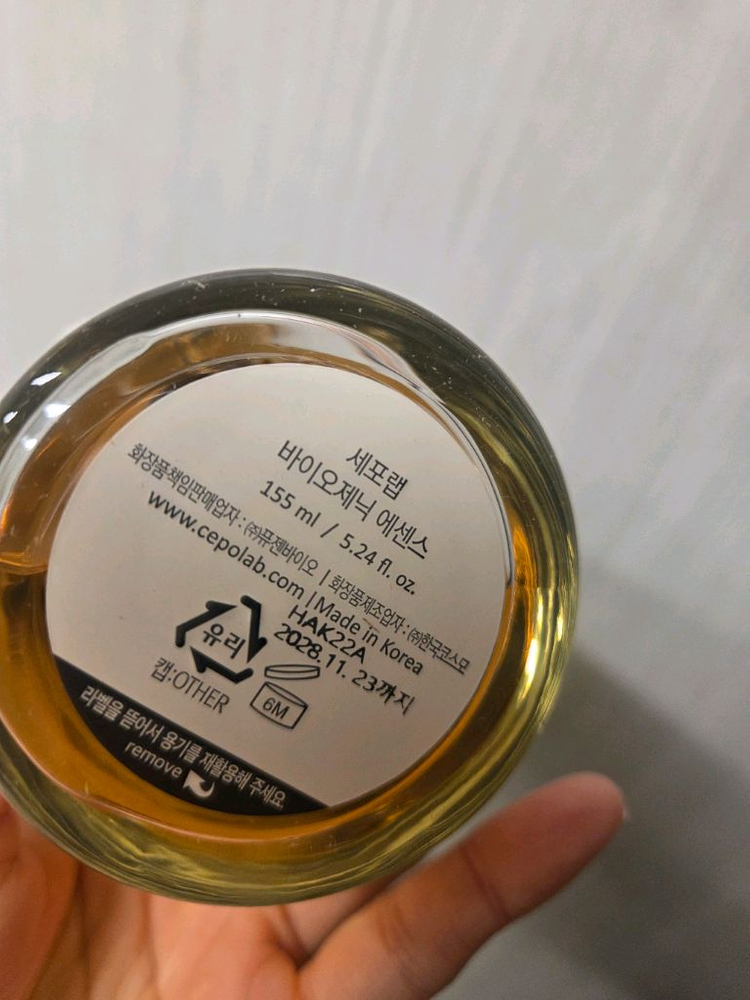 세포랩
바이오제닉 에센스
155 ml / 5.24 fl. oz.
화장품책임판매업자 : ㈜퓨젠바이오 | 화장품제조업자 : ㈜한국코스모
www.cepolab.com | Made in Korea
HAK22A
2028.11.23까지
유리
캡:OTHER
6M
라벨을 뜯어서 용기를 재활용해 주세요.
remove